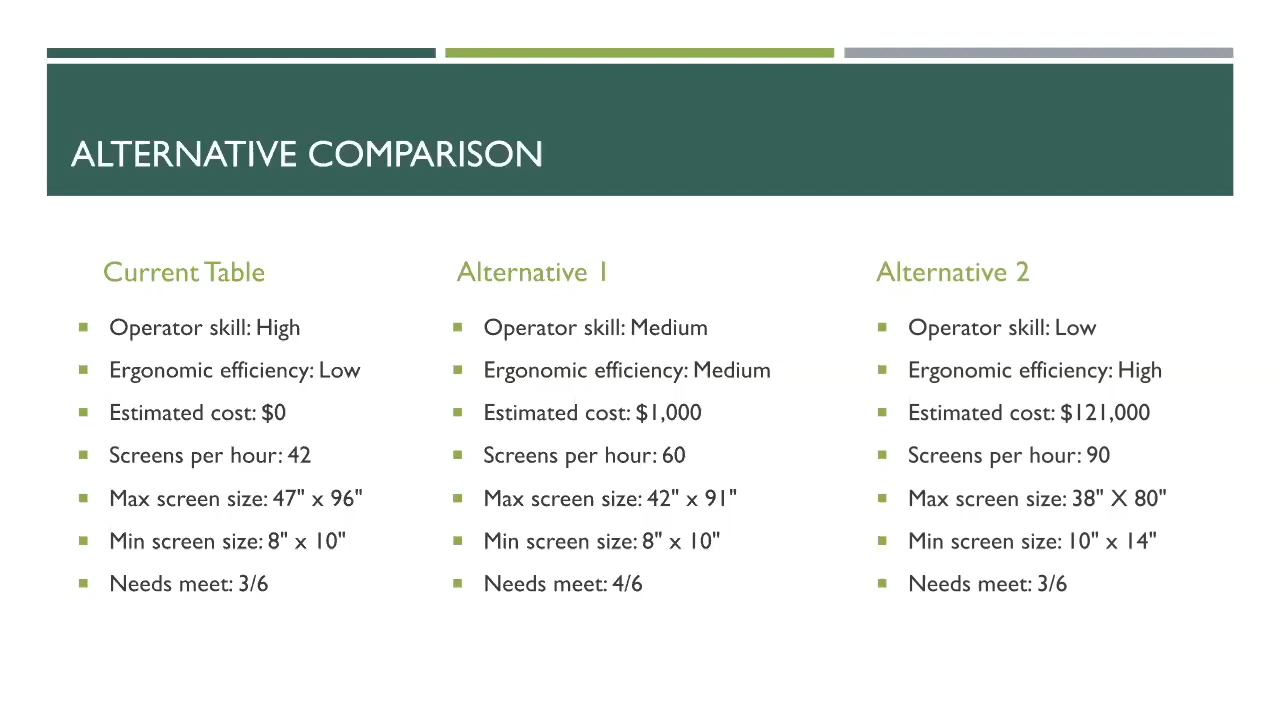 ALTERNATIVE COMPARISON
Current Table
Operator skill: High
Ergonomic efficiency: Low
Estimated cost: $0
Screens per hour: 42
Max screen size: 47" x 96"
Min screen size: 8" x 10"
Needs meet: 3/6
Alternative 1
Operator skill: Medium
Ergonomic efficiency: Medium
Estimated cost: $1,000
Screens per hour: 60
Max screen size: 42" x 91"
Min screen size: 8" x 10"
Needs meet: 4/6
Alternative 2
Operator skill: Low
Ergonomic efficiency: High
Estimated cost: $121,000
Screens per hour: 90
Max screen size: 38" X 80"
Min screen size: 10" x 14"
Needs meet: 3/6